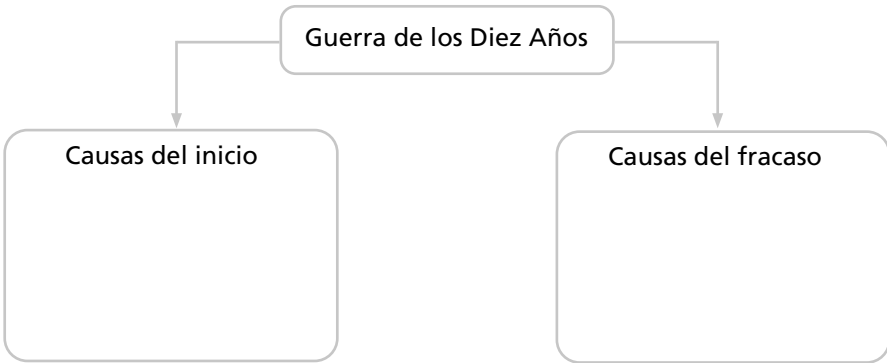 Guerra de los Diez Años
Causas del inicio
Causas del fracaso